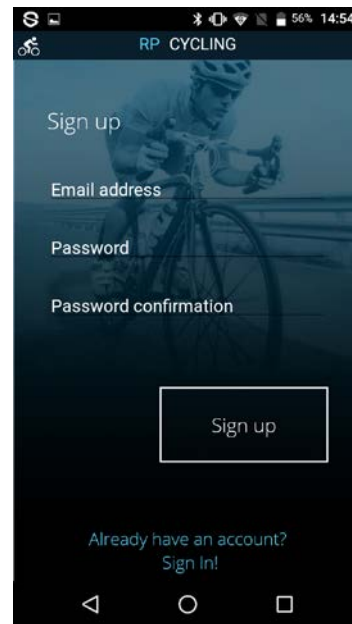 56% 14:54
RP CYCLING
Sign up
Email address
Password
Password confirmation
Sign up
Already have an account?
Sign In!